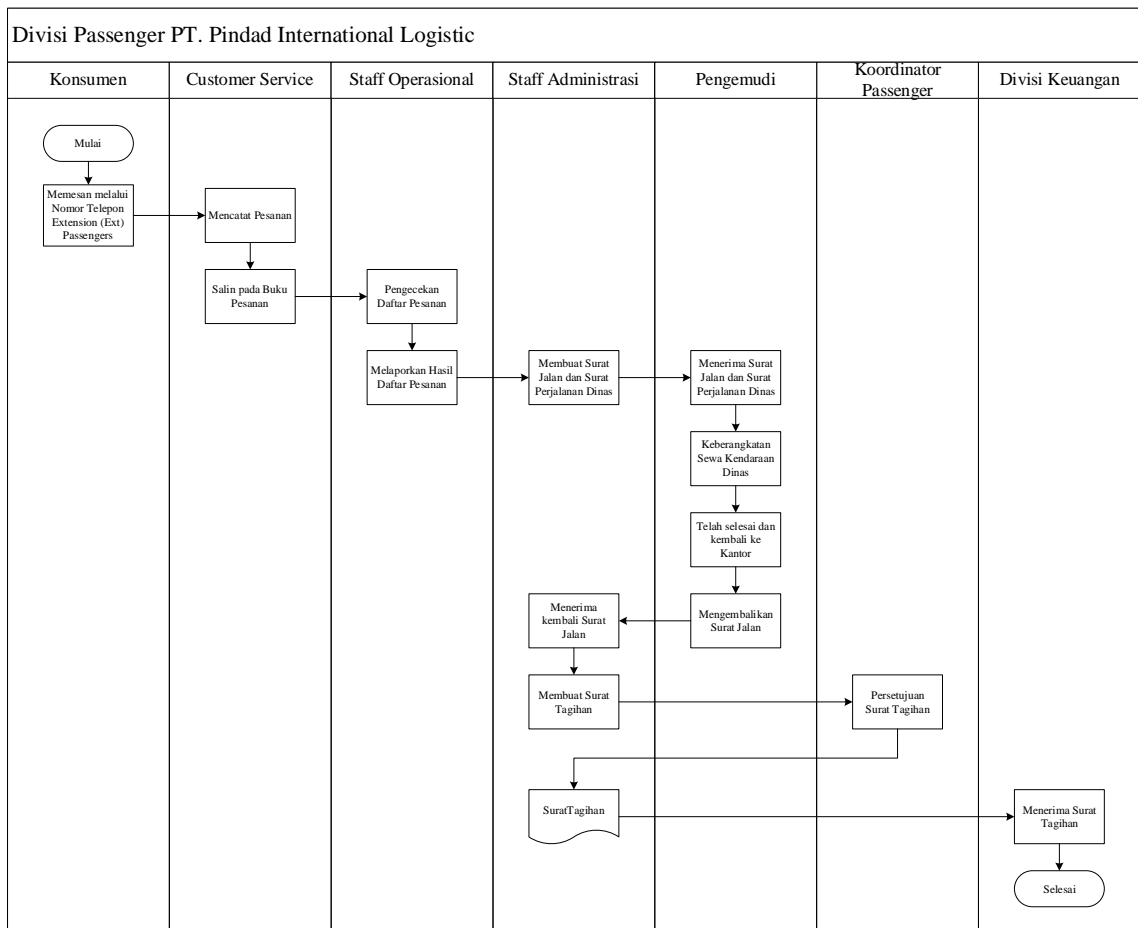 Divisi Passenger PT. Pindad International Logistic
Konsumen
Customer Service
Staff Operasional
Staff Administrasi
Pengemudi
Koordinator
Passenger
Divisi Keuangan
Mulai
Memesan melalui
Nomor Telepon
Extension (Ext)
Passengers
Mencatat Pesanan
Salin pada Buku
Pesanan
Pengecekan
Daftar Pesanan
Melaporkan Hasil
Daftar Pesanan
Membuat Surat
Jalan dan Surat
Perjalanan Dinas
Menerima Surat
Jalan dan Surat
Perjalanan Dinas
Keberangkatan
Sewa Kendaraan
Dinas
Telah selesai dan
kembali ke
Kantor
Mengembalikan
Surat Jalan
Menerima
kembali Surat
Jalan
Membuat Surat
Tagihan
Persetujuan
Surat Tagihan
SuratTagihan
Menerima Surat
Tagihan
Selesai